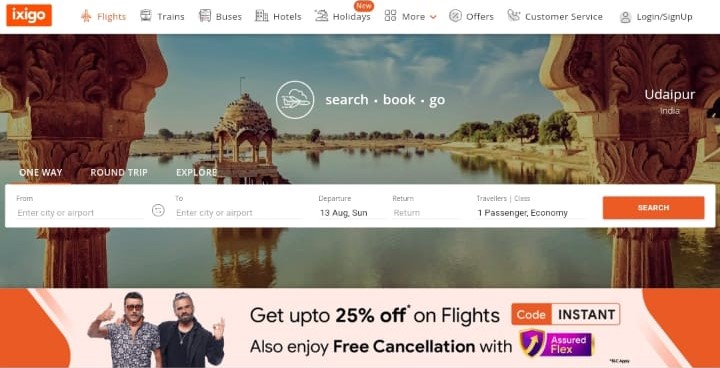 ixigo
Flights
Trains
Buses
Hotels
New
Holidays
More
Offers
Customer Service
Login/SignUp
search • book • go
Udaipur
India
ONE WAY
ROUND TRIP
EXPLORE
From
Enter city or airport
To
Enter city or airport
Departure
13 Aug, Sun
Return
Return
Travellers | Class
1 Passenger, Economy
SEARCH
Get upto 25% off* on Flights
Code INSTANT
Also enjoy Free Cancellation with
Assured
Flex
*T&C Apply